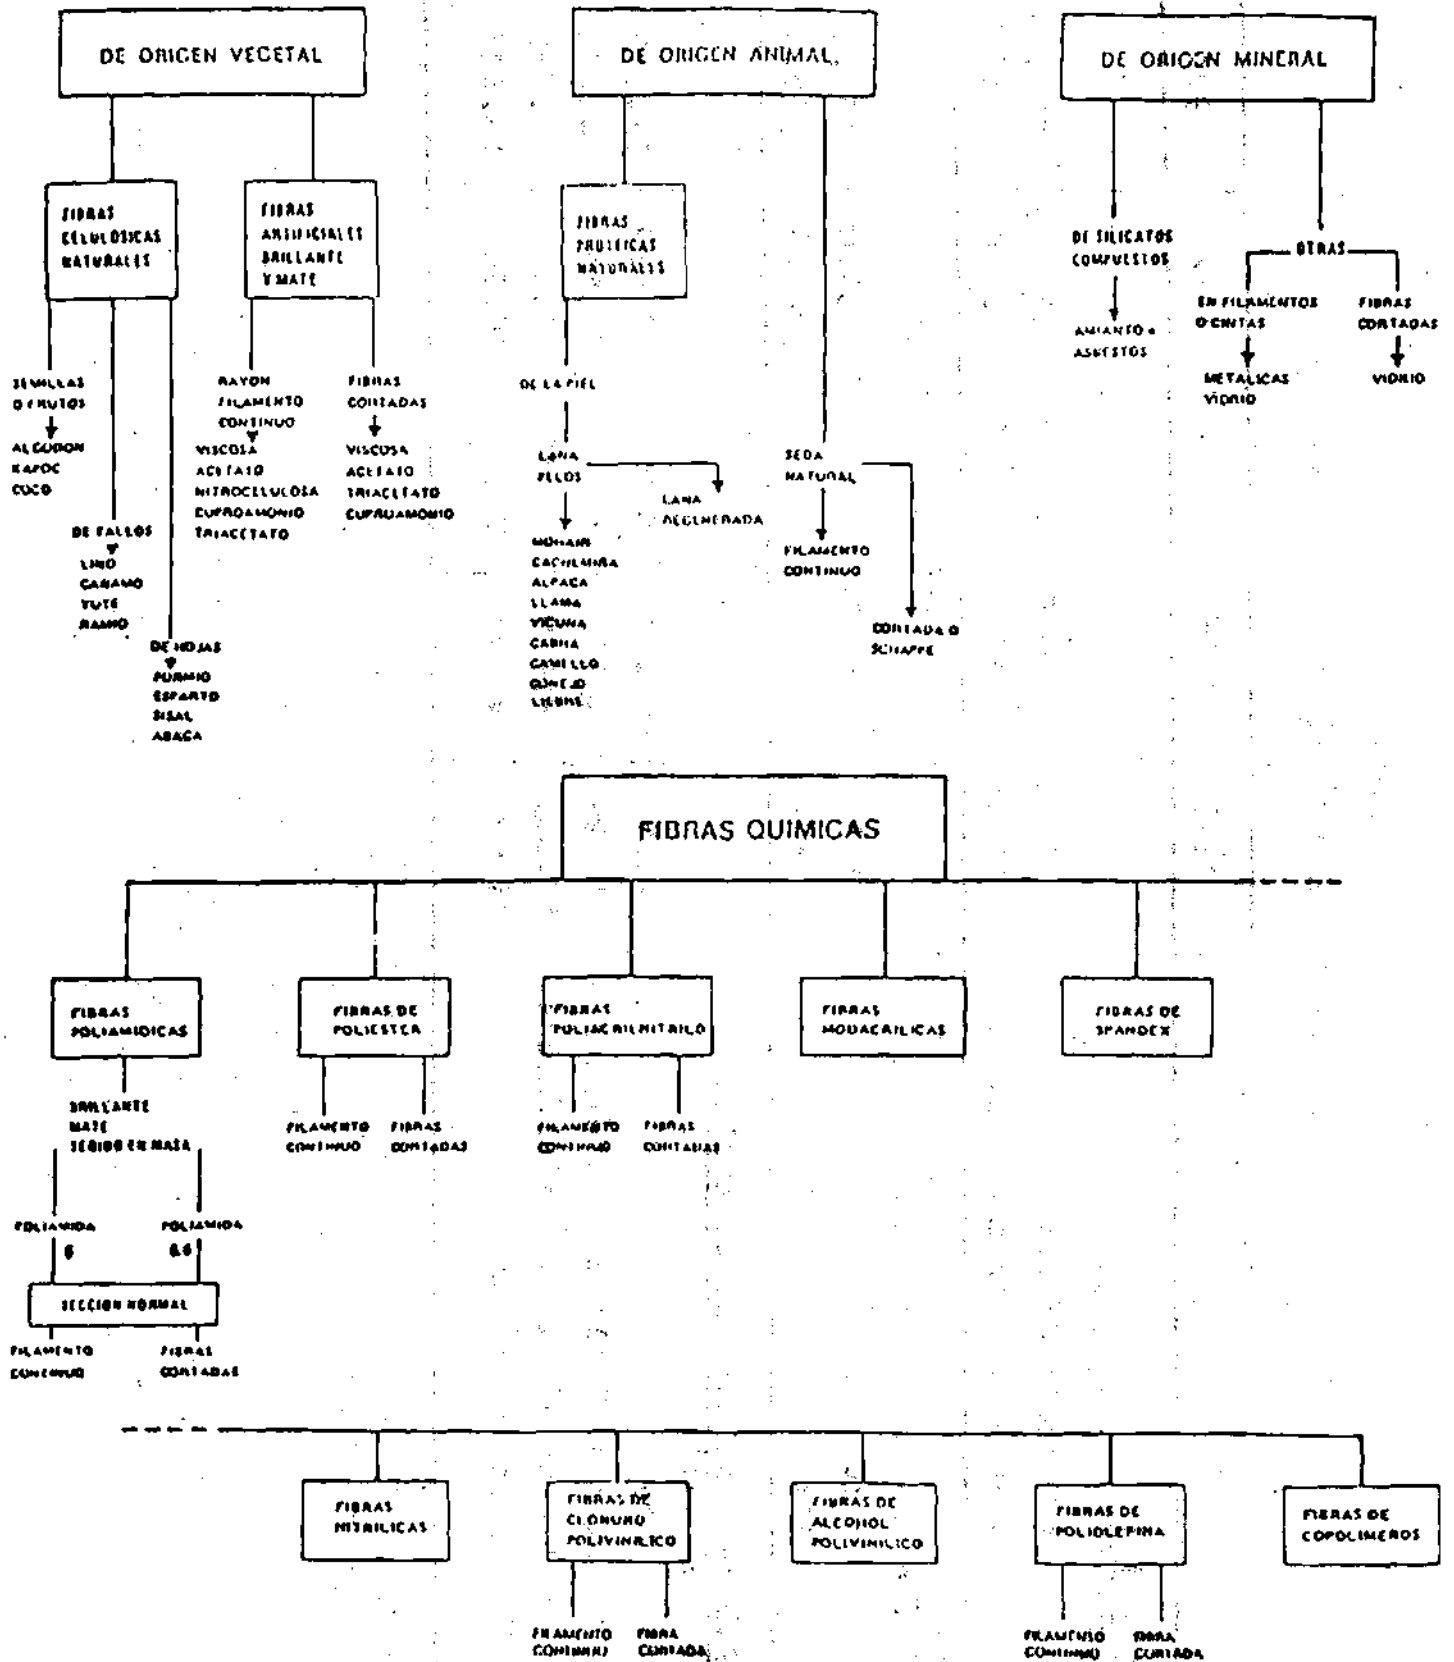 DE ORIGEN VEGETAL
DE ORIGEN ANIMAL
DE ORIGEN MINERAL
FIBRAS
CELULOSICAS
NATURALES
FIBRAS
ARTIFICIALES
BRILLANTE
Y MATE
FIBRAS
PROTEICAS
NATURALES
DE SILICATOS
COMPUESTOS
AMIANTO o
ASBESTOS
OTRAS
EN FILAMENTOS
O CINTAS
METALICAS
VIDRIO
FIBRAS
CORTADAS
VIDRIO
SEMILLAS
O FRUTOS
ALGODON
KAPOC
COCO
DE TALLOS
LINO
CANAMO
YUTE
RAMIO
DE HOJAS
FORMIO
ESPARTO
SISAL
ABACA
RAYON
FILAMENTO
CONTINUO
VISCOSA
ACETATO
NITROCELULOSA
CUPROAMONIO
TRIACETATO
FIBRAS
CORTADAS
VISCOSA
ACETATO
TRIACETATO
CUPROAMONIO
DE LA PIEL
LANA
PELOS
LANA
REGENERADA
MOHAIR
CACHEMIRA
ALPACA
LLAMA
VICUNA
CABRA
CAMELLO
CONEJO
LIEBRE
SEDA
NATURAL
FILAMENTO
CONTINUO
CORTADA O
SCHAPPE
FIBRAS QUIMICAS
FIBRAS
POLIAMIDICAS
FIBRAS DE
POLIESTER
FIBRAS
POLIACRILNITRILO
FIBRAS
MODACRILICAS
FIBRAS DE
SPANDEX
BRILLANTE
MATE
TEÑIDO EN MASA
FILAMENTO
CONTINUO
FIBRAS
CORTADAS
FILAMENTO
CONTINUO
FIBRAS
CORTADAS
POLIAMIDA
6
POLIAMIDA
6.6
SECCION NORMAL
FILAMENTO
CONTINUO
FIBRAS
CORTADAS
FIBRAS
NITRILICAS
FIBRAS DE
CLORURO
POLIVINILICO
FIBRAS DE
ALCOHOL
POLIVINILICO
FIBRAS DE
POLIOLEFINA
FIBRAS DE
COPOLIMEROS
FILAMENTO
CONTINUO
FIBRA
CORTADA
FILAMENTO
CONTINUO
FIBRA
CORTADA